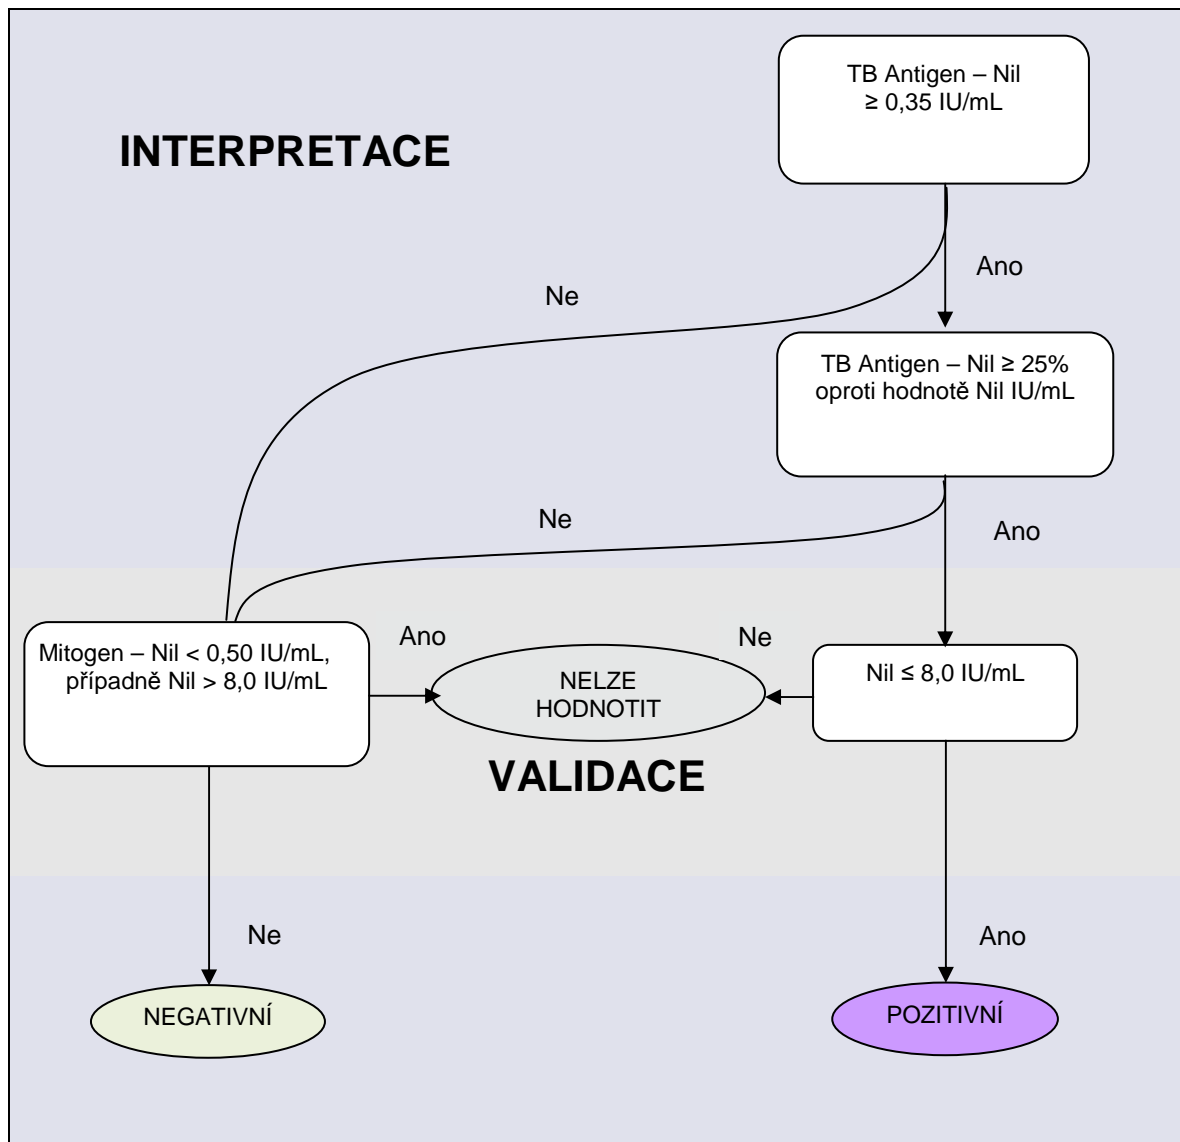 TB Antigen – Nil
≥ 0,35 IU/mL
INTERPRETACE
Ano
Ne
TB Antigen – Nil ≥ 25%
oproti hodnotě Nil IU/mL
Ne
Ano
Mitogen – Nil < 0,50 IU/mL,
případně Nil > 8,0 IU/mL
Ano
NELZE
HODNOTIT
Ne
Nil ≤ 8,0 IU/mL
VALIDACE
Ne
Ano
NEGATIVNÍ
POZITIVNÍ